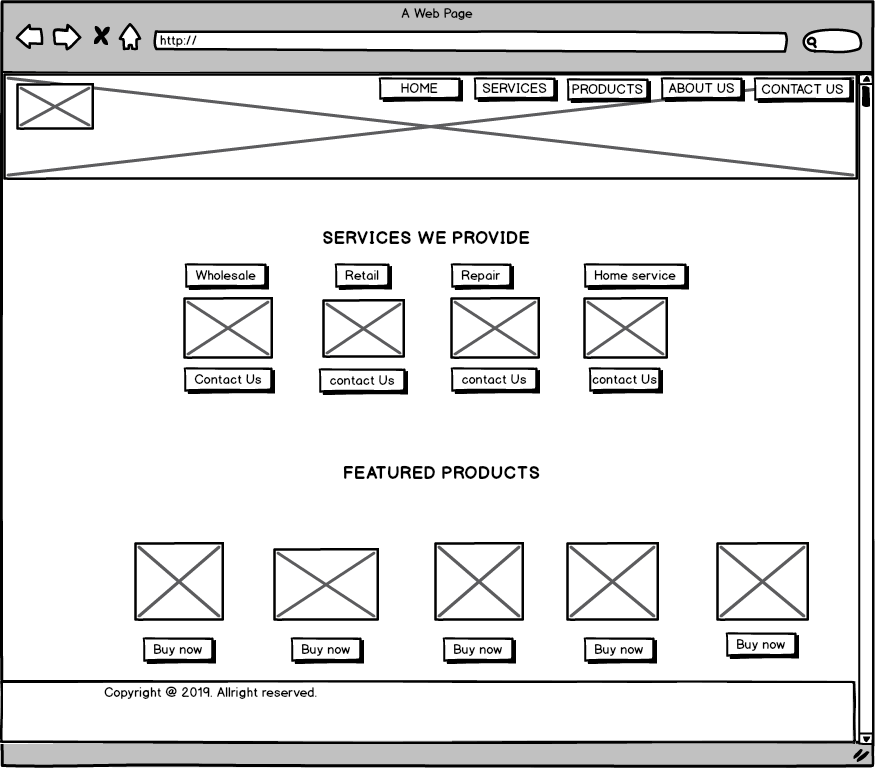 A Web Page
http://
HOME SERVICES PRODUCTS ABOUT US CONTACT US
SERVICES WE PROVIDE
Wholesale Retail Repair Home service
Contact Us contact Us contact Us contact Us
FEATURED PRODUCTS
Buy now Buy now Buy now Buy now Buy now
Copyright @ 2019. Allright reserved.